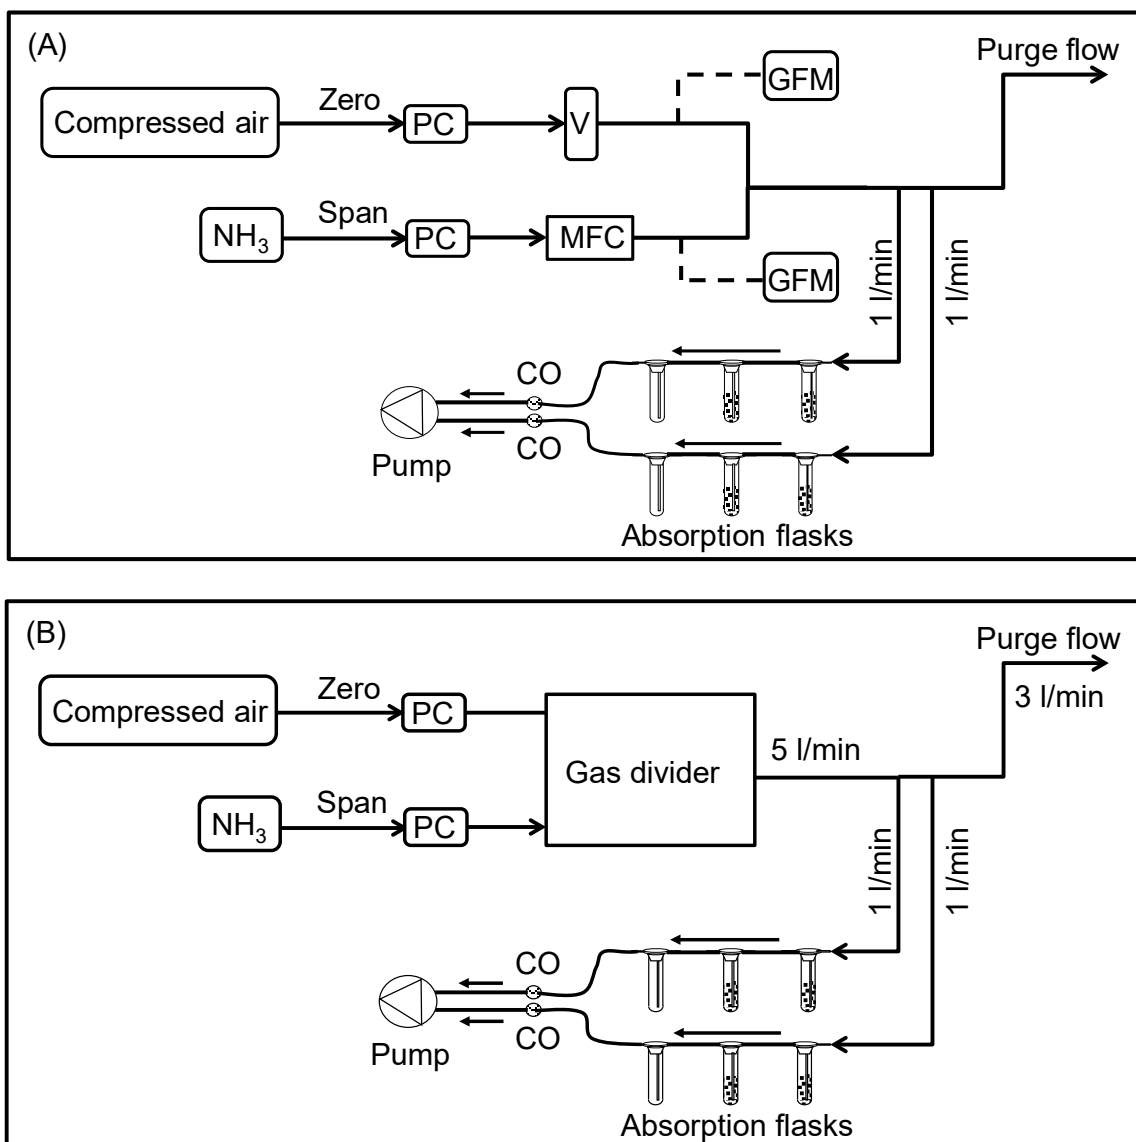 (A)
Purge flow
GFM
Zero
Compressed air
PC
V
Span
NH₃
PC
MFC
GFM
1 l/min
1 l/min
CO
CO
Pump
Absorption flasks
(B)
Purge flow
3 l/min
Zero
Compressed air
PC
Gas divider
5 l/min
Span
NH₃
PC
1 l/min
1 l/min
CO
CO
Pump
Absorption flasks